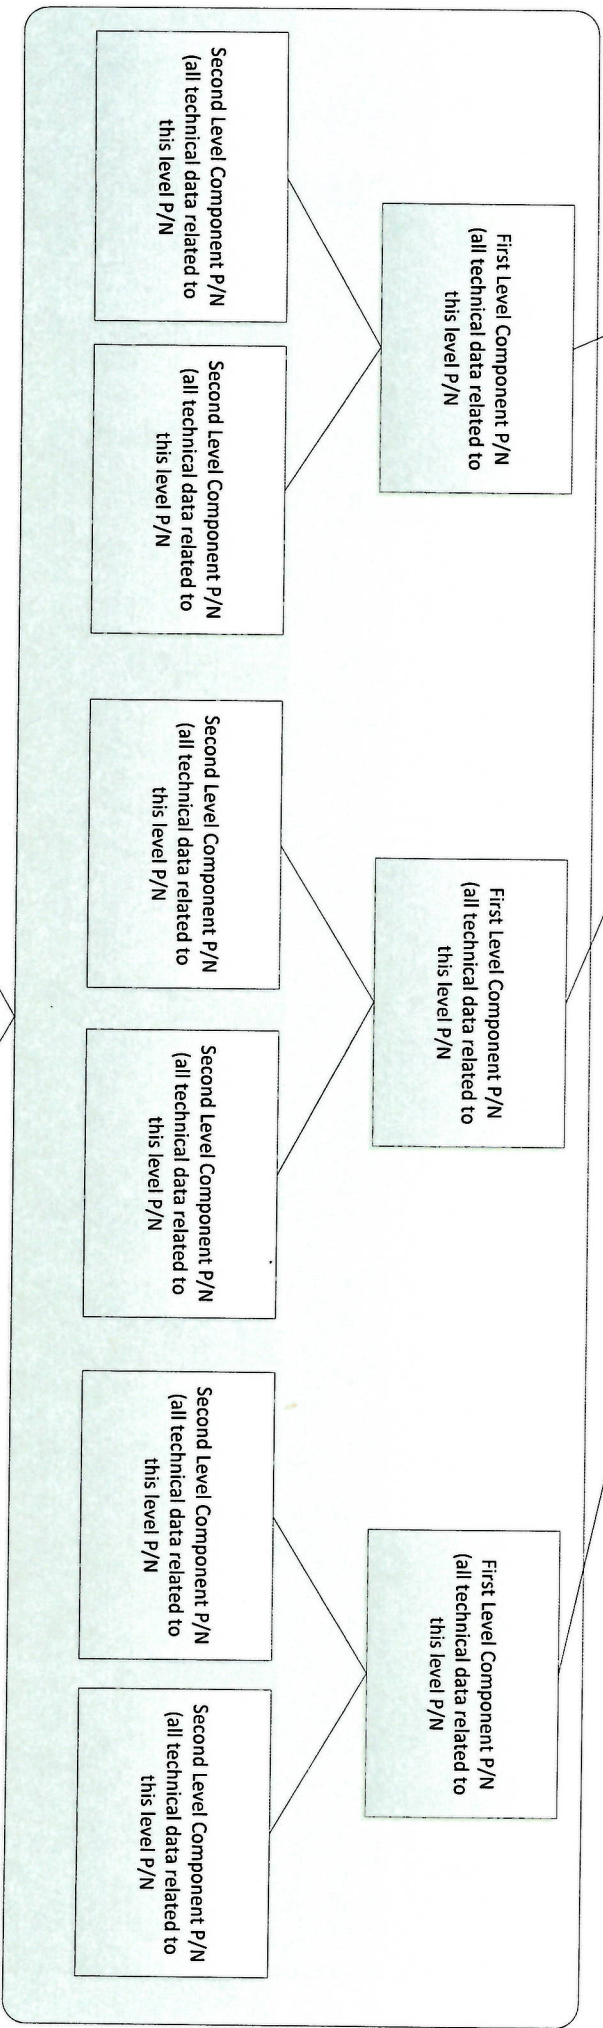 First Level Component P/N
(all technical data related to
this level P/N
First Level Component P/N
(all technical data related to
this level P/N
First Level Component P/N
(all technical data related to
this level P/N
Second Level Component P/N
(all technical data related to
this level P/N
Second Level Component P/N
(all technical data related to
this level P/N
Second Level Component P/N
(all technical data related to
this level P/N
Second Level Component P/N
(all technical data related to
this level P/N
Second Level Component P/N
(all technical data related to
this level P/N
Second Level Component P/N
(all technical data related to
this level P/N